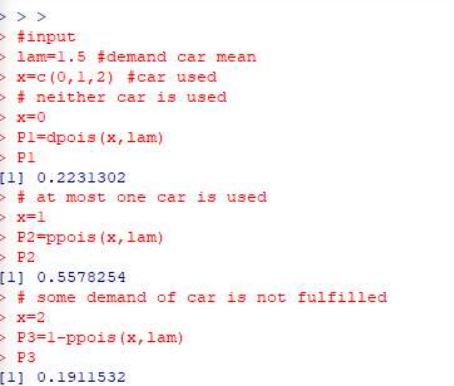 > > >
> #input
> lam=1.5 #demand car mean
> x=c(0,1,2) #car used
> # neither car is used
> x=0
> P1=dpois(x,lam)
> P1
[1] 0.2231302
> # at most one car is used
> x=1
> P2=ppois(x,lam)
> P2
[1] 0.5578254
> # some demand of car is not fulfilled
> x=2
> P3=1-ppois(x,lam)
> P3
[1] 0.1911532